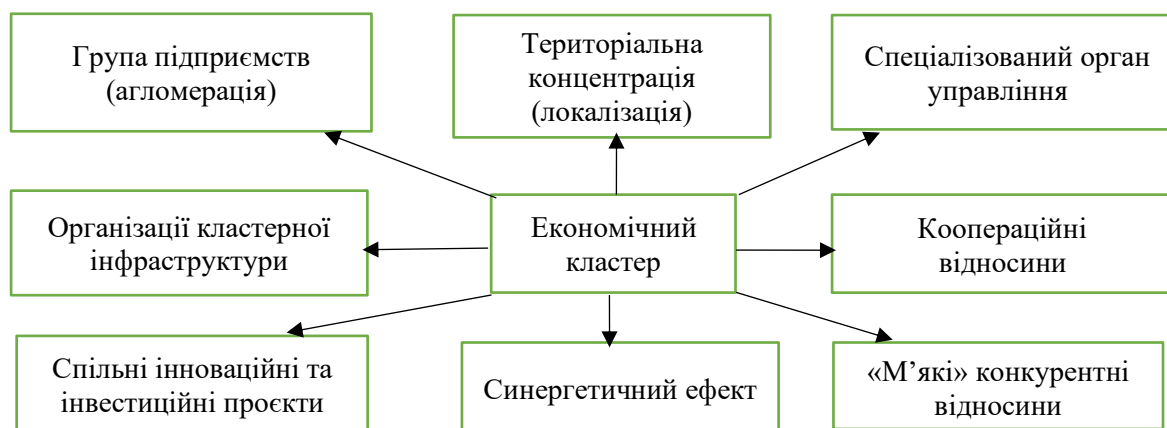 Група підприємств
(агломерація)
Територіальна
концентрація
(локалізація)
Спеціалізований орган
управління
Організації кластерної
інфраструктури
Економічний
кластер
Коопераційні
відносини
Спільні інноваційні та
інвестиційні проєкти
Синергетичний ефект
«М’які» конкурентні
відносини